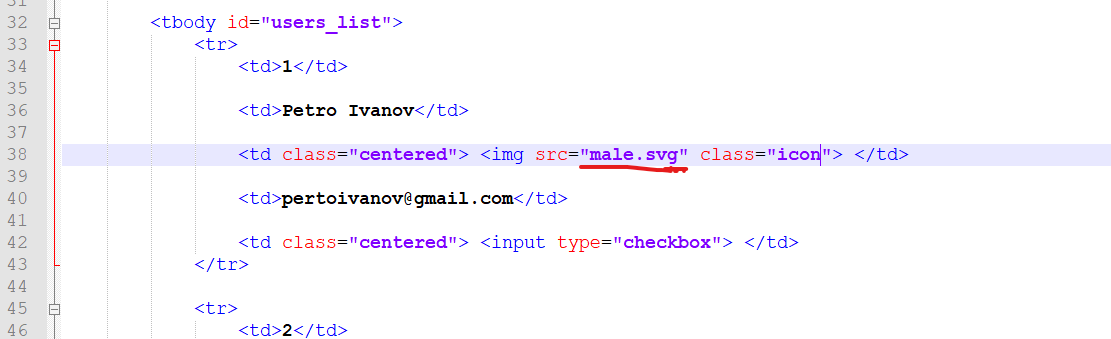 31
32 <tbody id="users_list">
33 <tr>
34 <td>1</td>
35
36 <td>Petro Ivanov</td>
37
38 <td class="centered"> <img src="male.svg" class="icon"> </td>
39
40 <td>pertoivanov@gmail.com</td>
41
42 <td class="centered"> <input type="checkbox"> </td>
43 </tr>
44
45 <tr>
46 <td>2</td>